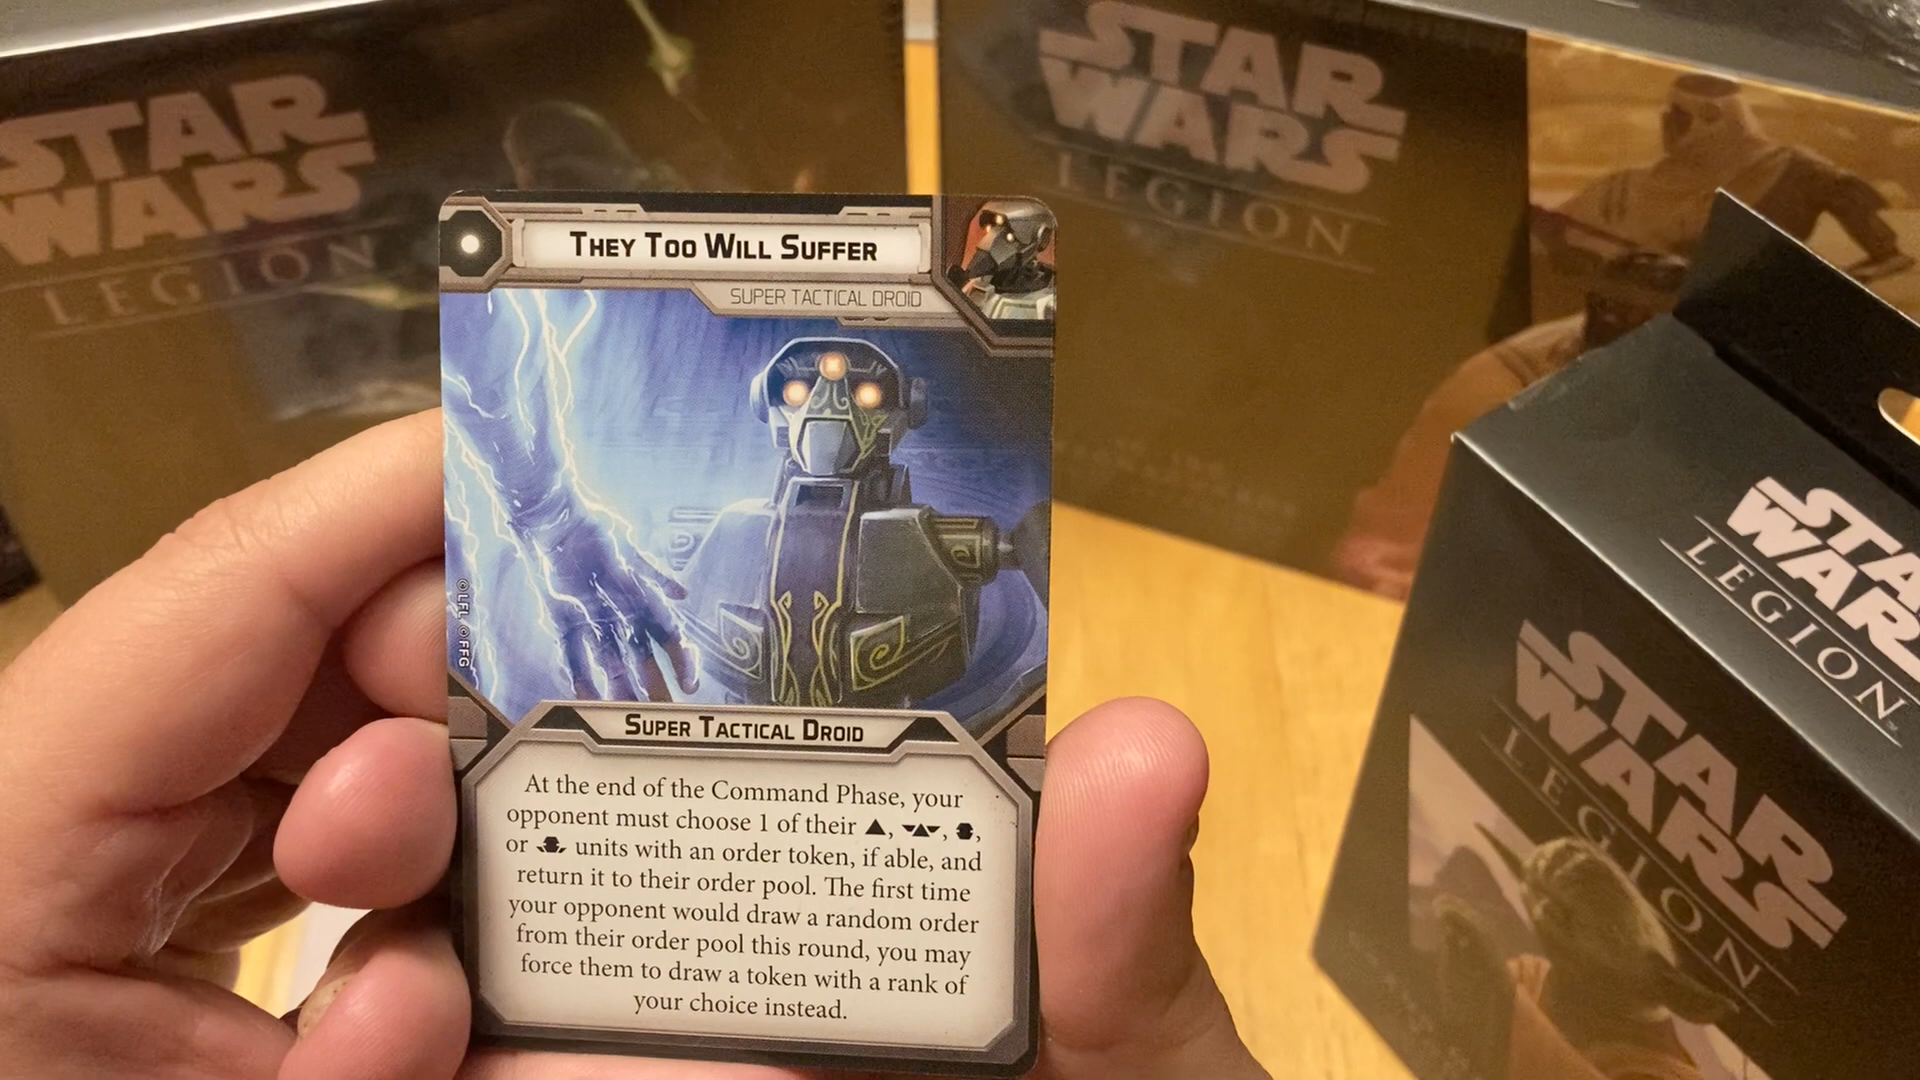 STAR
WARS
LEGION
STAR
WARS
LEGION
THEY TOO WILL SUFFER
SUPER TACTICAL DROID
©LFL ©FFG
SUPER TACTICAL DROID
At the end of the Command Phase, your
opponent must choose 1 of their ▲, , ,
or units with an order token, if able, and
return it to their order pool. The first time
your opponent would draw a random order
from their order pool this round, you may
force them to draw a token with a rank of
your choice instead.
STA
WARS
LEGION
STAR
WARS
LEGION